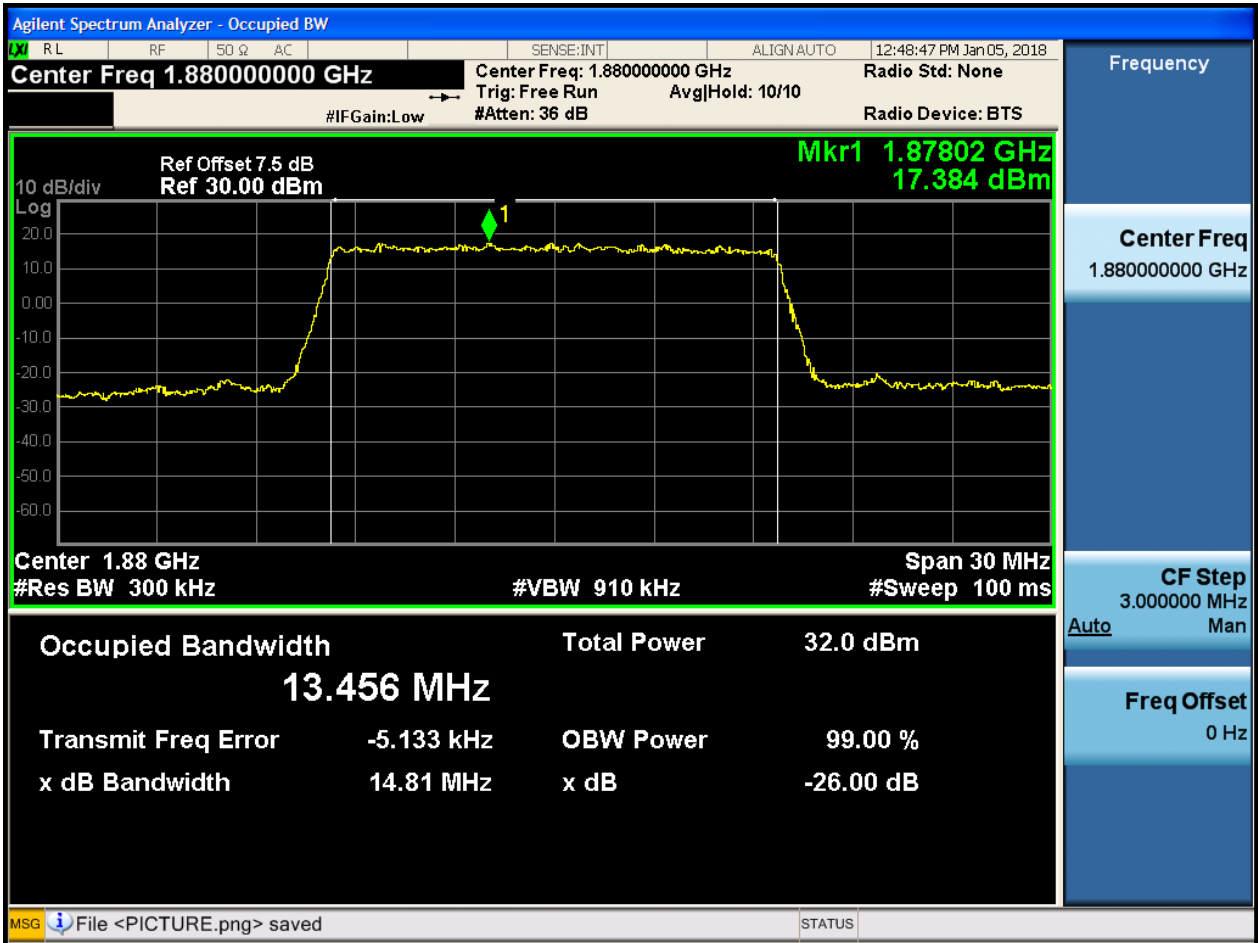 Agilent Spectrum Analyzer - Occupied BW
LXI RL RF 50 Ω AC SENSE:INT ALIGN AUTO 12:48:47 PM Jan 05, 2018
Center Freq 1.880000000 GHz
Center Freq: 1.880000000 GHz Radio Std: None
Trig: Free Run Avg|Hold: 10/10
#IFGain:Low #Atten: 36 dB Radio Device: BTS
Frequency
Mkr1 1.87802 GHz
17.384 dBm
Ref Offset 7.5 dB
10 dB/div Ref 30.00 dBm
Log
1
20.0
10.0
0.00
-10.0
-20.0
-30.0
-40.0
-50.0
-60.0
Center 1.88 GHz Span 30 MHz
#Res BW 300 kHz #VBW 910 kHz #Sweep 100 ms
Occupied Bandwidth Total Power 32.0 dBm
13.456 MHz
Transmit Freq Error -5.133 kHz OBW Power 99.00 %
x dB Bandwidth 14.81 MHz x dB -26.00 dB
Center Freq
1.880000000 GHz
CF Step
3.000000 MHz
Auto Man
Freq Offset
0 Hz
MSG File <PICTURE.png> saved STATUS